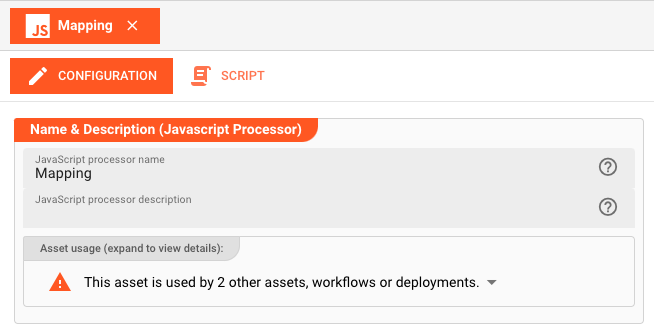 JS Mapping
CONFIGURATION SCRIPT
Name & Description (Javascript Processor)
JavaScript processor name
Mapping
JavaScript processor description
Asset usage (expand to view details):
This asset is used by 2 other assets, workflows or deployments.